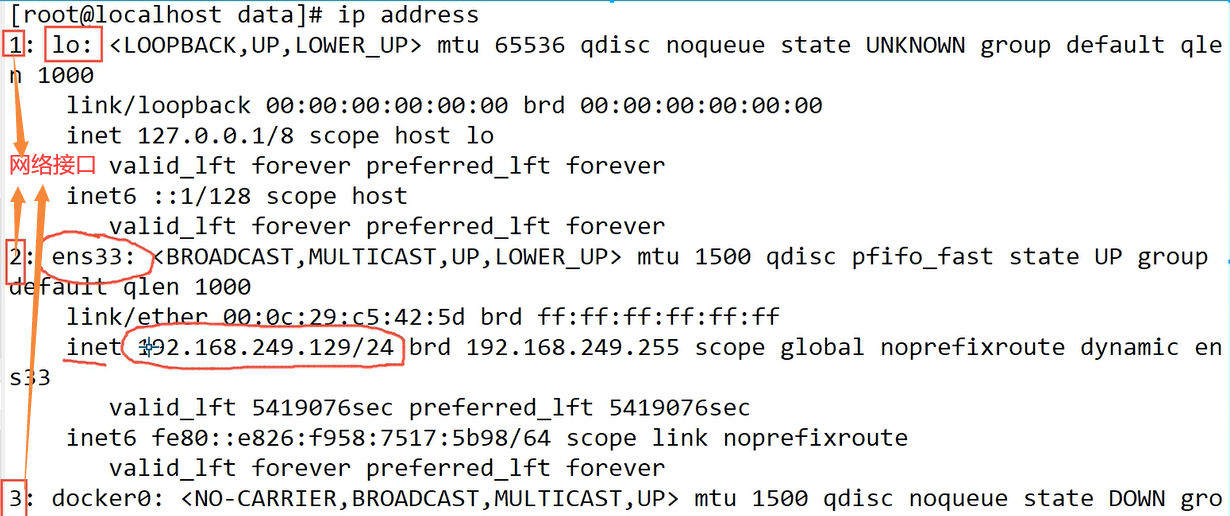 [root@localhost data]# ip address
1: lo: <LOOPBACK,UP,LOWER_UP> mtu 65536 qdisc noqueue state UNKNOWN group default qle
n 1000
link/loopback 00:00:00:00:00:00 brd 00:00:00:00:00:00
inet 127.0.0.1/8 scope host lo
网络接口 valid_lft forever preferred_lft forever
inet6 ::1/128 scope host
valid_lft forever preferred_lft forever
2: ens33: <BROADCAST,MULTICAST,UP,LOWER_UP> mtu 1500 qdisc pfifo_fast state UP group
default qlen 1000
link/ether 00:0c:29:c5:42:5d brd ff:ff:ff:ff:ff:ff
inet 192.168.249.129/24 brd 192.168.249.255 scope global noprefixroute dynamic en
s33
valid_lft 5419076sec preferred_lft 5419076sec
inet6 fe80::e826:f958:7517:5b98/64 scope link noprefixroute
valid_lft forever preferred_lft forever
3: docker0: <NO-CARRIER,BROADCAST,MULTICAST,UP> mtu 1500 qdisc noqueue state DOWN gro